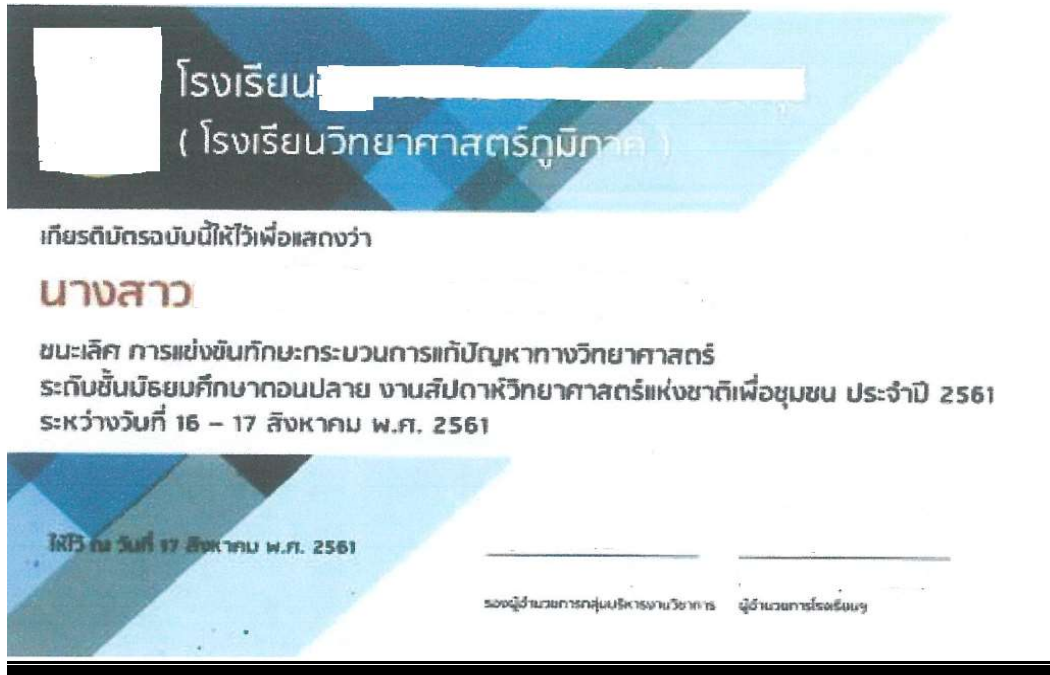 โรงเรียน
( โรงเรียนวิทยาศาสตร์ภูมิภาค )
เกียรติบัตรฉบับนี้ให้ไว้เพื่อแสดงว่า
นางสาว
ชนะเลิศ การแข่งขันทักษะกระบวนการแก้ปัญหาทางวิทยาศาสตร์
ระดับชั้นมัธยมศึกษาตอนปลาย งานสัปดาห์วิทยาศาสตร์แห่งชาติเพื่อชุมชน ประจำปี 2561
ระหว่างวันที่ 16 – 17 สิงหาคม พ.ศ. 2561
ให้ไว้ ณ วันที่ 17 สิงหาคม พ.ศ. 2561
รองผู้อำนวยการกลุ่มบริหารงานวิชาการ ผู้อำนวยการโรงเรียนฯ